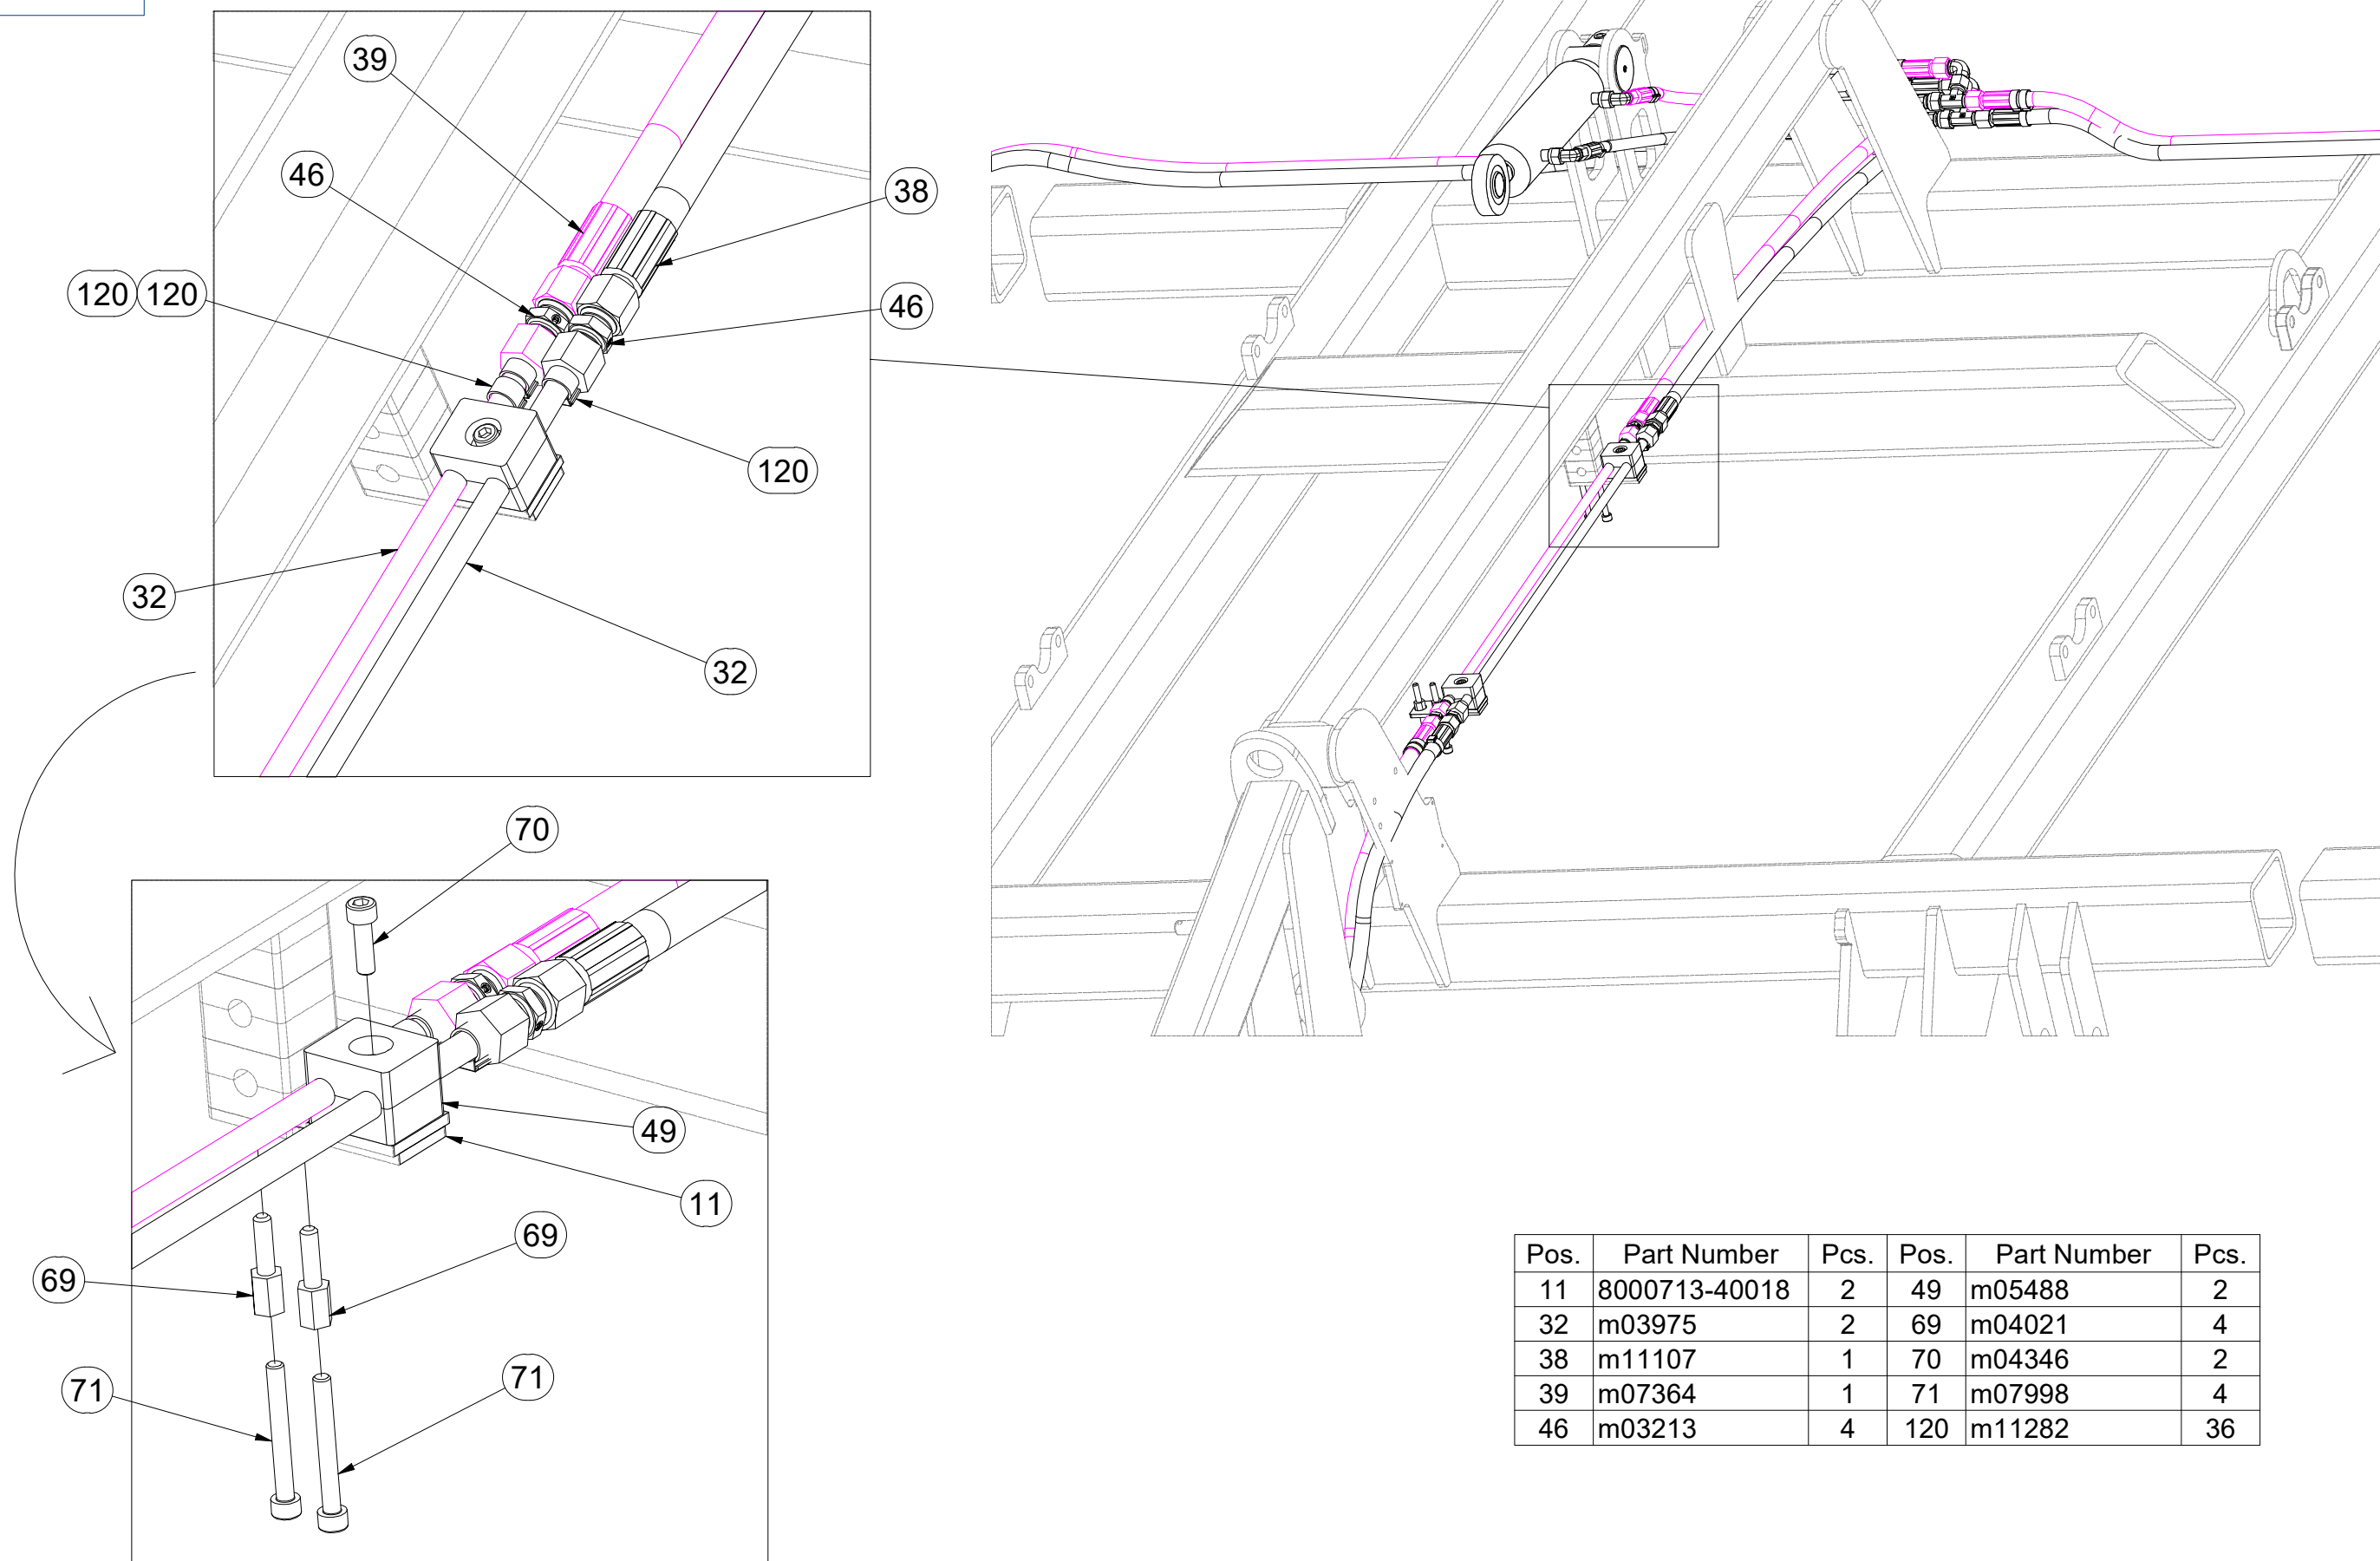 39
46
38
120 120
46
120
32
32
70
49
11
69
69
71
71
Pos. Part Number Pcs. Pos. Part Number Pcs.
11 8000713-40018 2 49 m05488 2
32 m03975 2 69 m04021 4
38 m11107 1 70 m04346 2
39 m07364 1 71 m07998 4
46 m03213 4 120 m11282 36